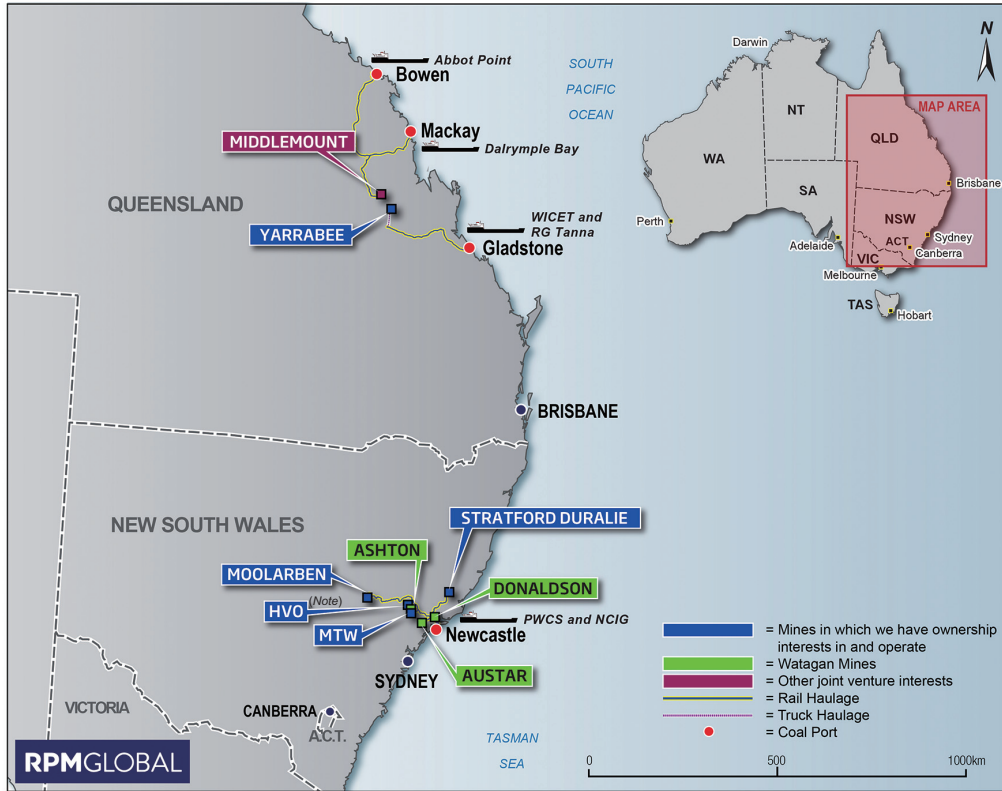 Abbot Point
Bowen
SOUTH
PACIFIC
OCEAN
Mackay
Dalrymple Bay
MIDDLEMOUNT
QUEENSLAND
YARRABEE
WICET and
RG Tanna
Gladstone
BRISBANE
NEW SOUTH WALES
STRATFORD DURALIE
ASHTON
MOOLARBEN
DONALDSON
HVO
(Note)
PWCS and NCIG
MTW
Newcastle
SYDNEY
AUSTAR
VICTORIA
CANBERRA
A.C.T.
TASMAN
SEA
RPMGLOBAL
N
Darwin
MAP AREA
NT
QLD
WA
Brisbane
SA
NSW
Perth
Adelaide
ACT
Sydney
Canberra
VIC
Melbourne
TAS
Hobart
= Mines in which we have ownership
interests in and operate
= Watagan Mines
= Other joint venture interests
= Rail Haulage
= Truck Haulage
= Coal Port
0 500 1000km